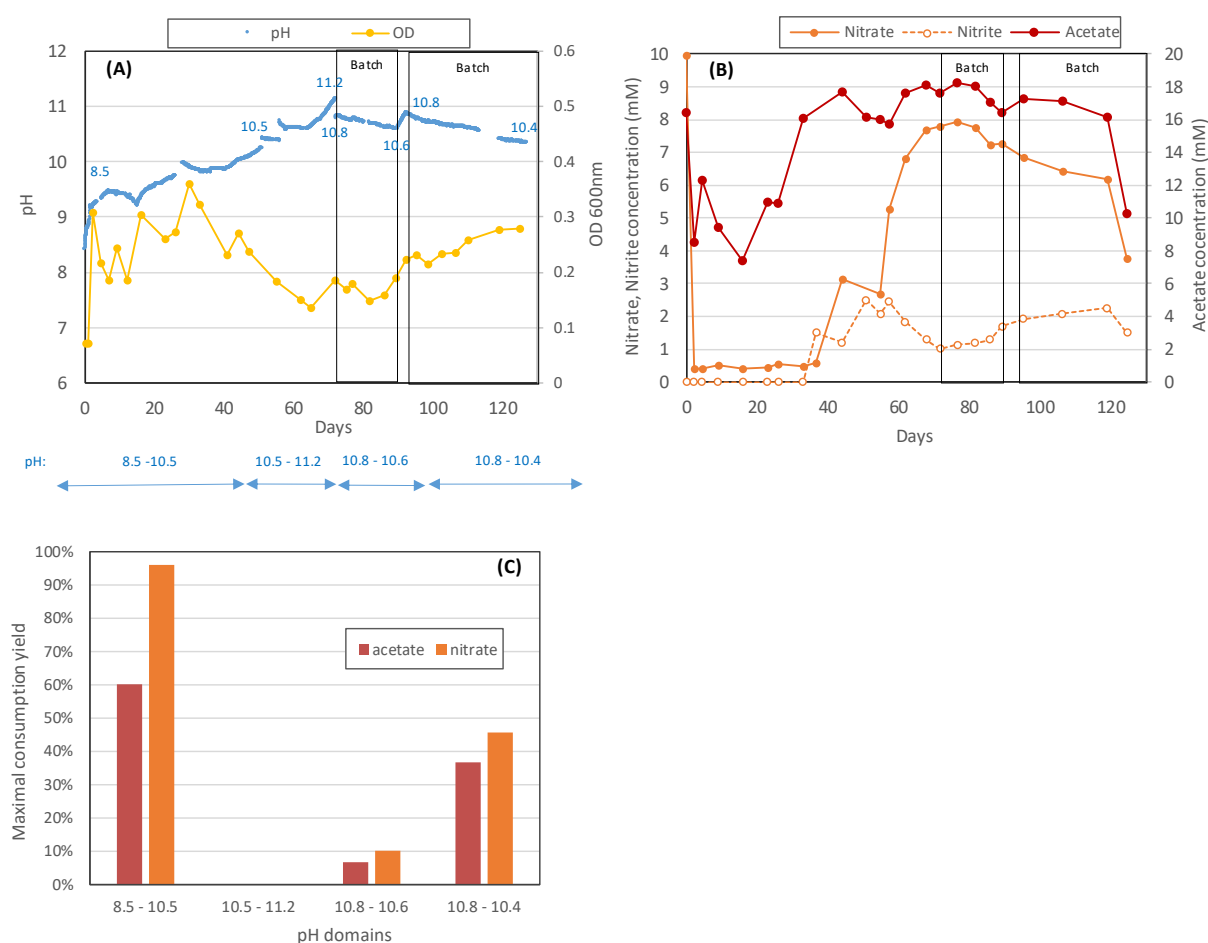 pH OD
(A)
Batch
Batch
12
11
10
9
8
7
6
pH
0.6
0.5
0.4
0.3
0.2
0.1
0
OD 600nm
8.5
10.5
11.2
10.8
10.6
10.8
10.4
0 20 40 60 80 100 120
Days
pH: 8.5 -10.5 10.5 - 11.2 10.8 - 10.6 10.8 - 10.4
Nitrate Nitrite Acetate
(B)
Batch
Batch
10
9
8
7
6
5
4
3
2
1
0
Nitrate, Nitrite concentration (mM)
20
18
16
14
12
10
8
6
4
2
0
Acetate cocentration (mM)
0 20 40 60 80 100 120
Days
(C)
100%
90%
80%
70%
60%
50%
40%
30%
20%
10%
0%
Maximal consumption yield
acetate nitrate
8.5 - 10.5 10.5 - 11.2 10.8 - 10.6 10.8 - 10.4
pH domains